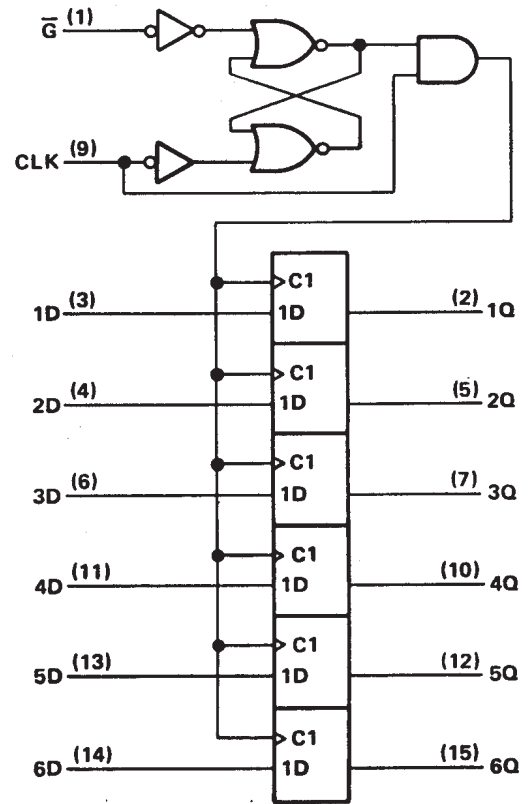 G̅ (1)
CLK (9)
C1
1D (3) 1D (2) 1Q
C1
2D (4) 1D (5) 2Q
C1
3D (6) 1D (7) 3Q
C1
4D (11) 1D (10) 4Q
C1
5D (13) 1D (12) 5Q
C1
6D (14) 1D (15) 6Q